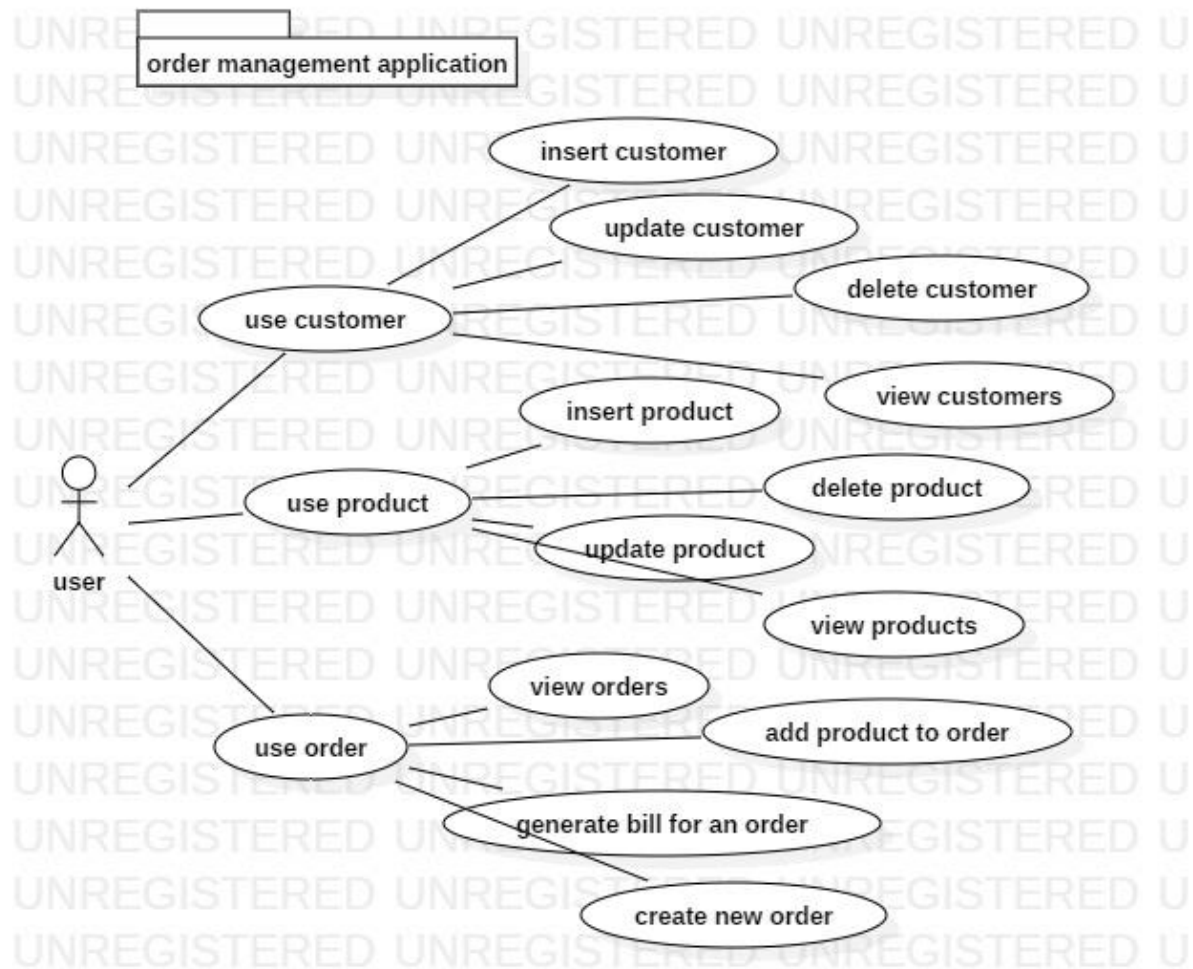 order management application
insert customer
update customer
delete customer
use customer
view customers
insert product
delete product
use product
update product
user
view products
view orders
add product to order
use order
generate bill for an order
create new order
UNREGISTERED